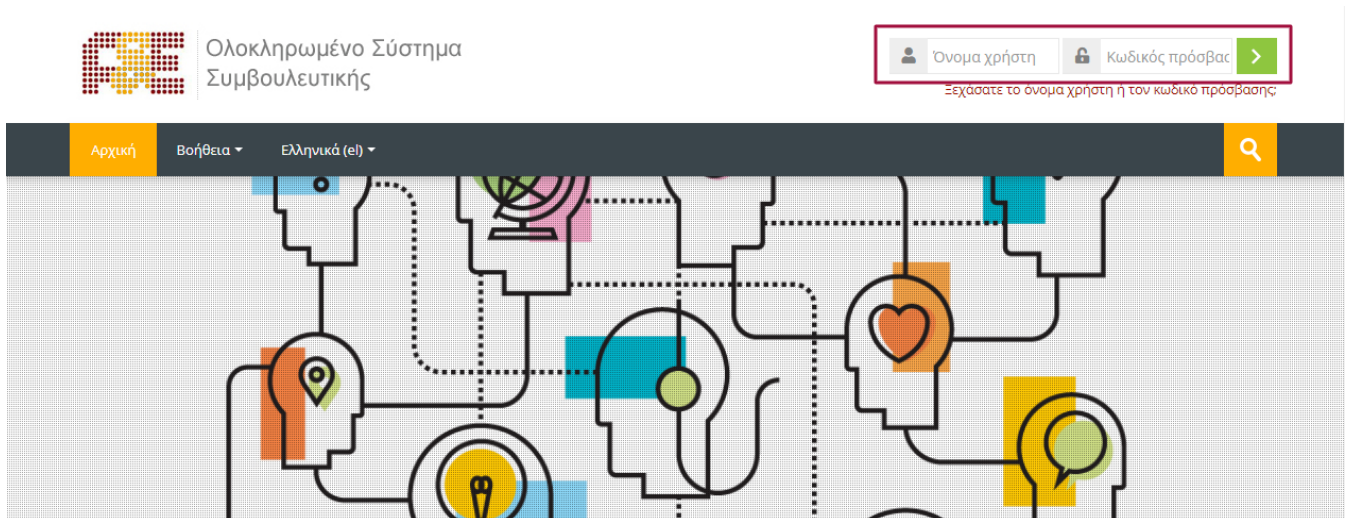 Ολοκληρωμένο Σύστημα
Συμβουλευτικής
Όνομα χρήστη
Κωδικός πρόσβας
Ξεχάσατε το όνομα χρήστη ή τον κωδικό πρόσβασης;
Αρχική
Βοήθεια
Ελληνικά (el)